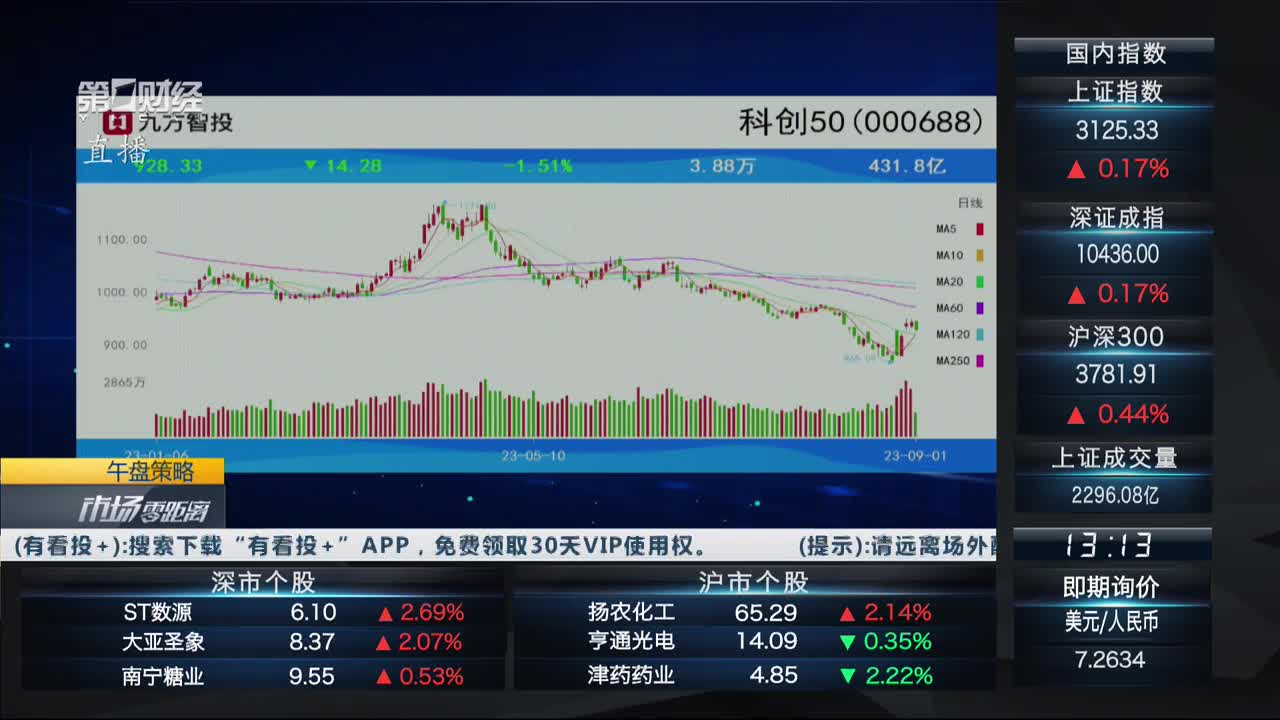 第一财经
直播
九方智投
科创50(000688)
928.33 ▼14.28 -1.51% 3.88万 431.8亿
日线
MA5
MA10
MA20
MA60
MA120
MA250
1100.00
1000.00
900.00
2865万
23-01-06 23-05-10 23-09-01
午盘策略
市场零距离
(有看投+):搜索下载“有看投+”APP，免费领取30天VIP使用权。 (提示):请远离场外
深市个股
ST数源 6.10 ▲2.69%
大亚圣象 8.37 ▲2.07%
南宁糖业 9.55 ▲0.53%
沪市个股
扬农化工 65.29 ▲2.14%
亨通光电 14.09 ▼0.35%
津药药业 4.85 ▼2.22%
国内指数
上证指数
3125.33
▲ 0.17%
深证成指
10436.00
▲ 0.17%
沪深300
3781.91
▲ 0.44%
上证成交量
2296.08亿
13:13
即期询价
美元/人民币
7.2634